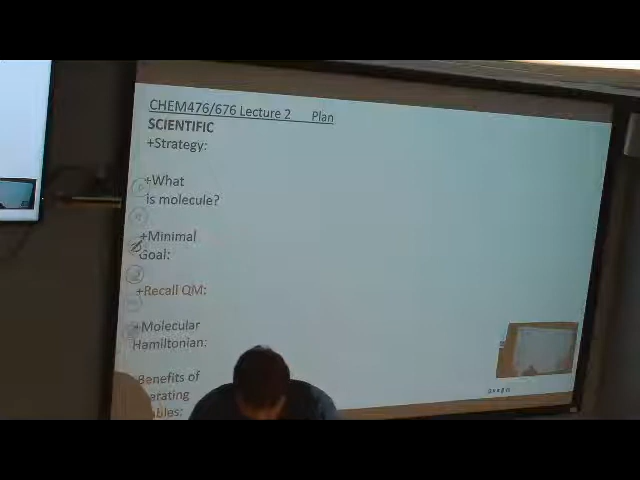 CHEM476/676 Lecture 2 Plan
SCIENTIFIC
+Strategy:
+What
is molecule?
+Minimal
Goal:
+Recall QM:
+Molecular
Hamiltonian:
Benefits of